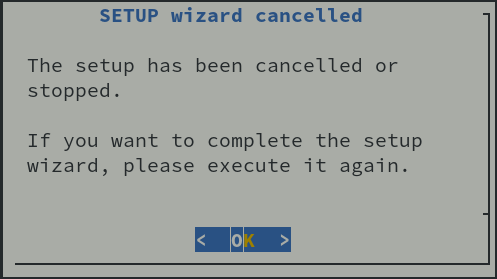 SETUP wizard cancelled
The setup has been cancelled or
stopped.
If you want to complete the setup
wizard, please execute it again.
<  OK  >